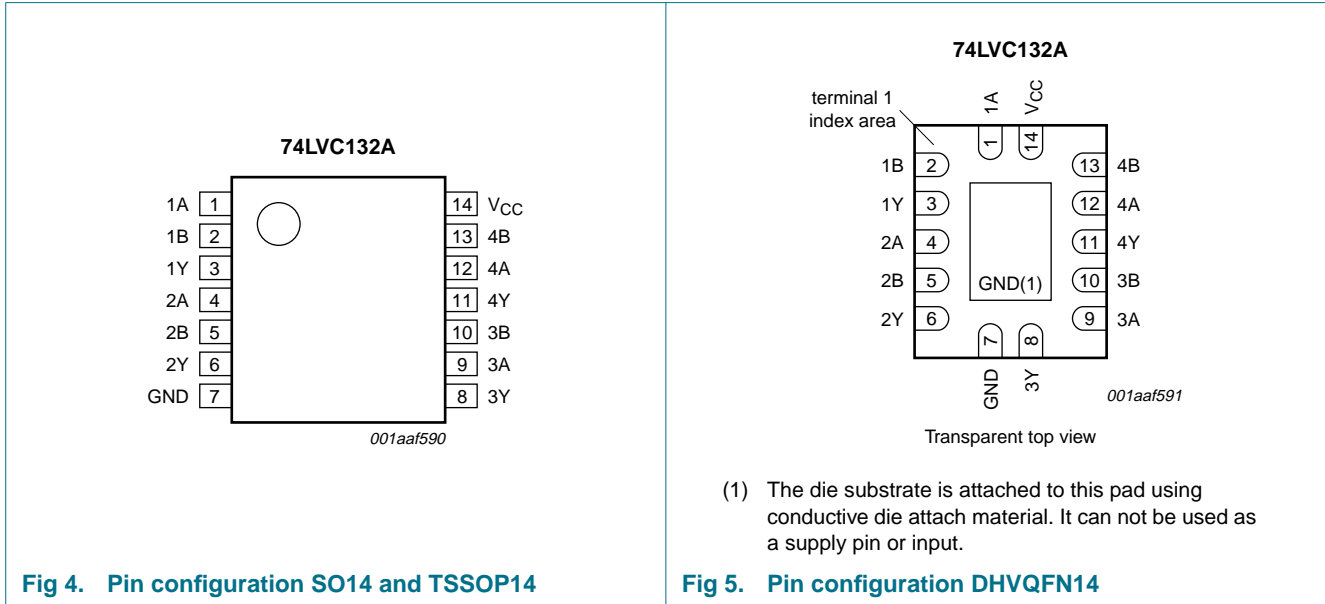 74LVC132A
1A 1 14 VCC
1B 2 13 4B
1Y 3 12 4A
2A 4 11 4Y
2B 5 10 3B
2Y 6 9 3A
GND 7 8 3Y
001aaf590
Fig 4. Pin configuration SO14 and TSSOP14
74LVC132A
terminal 1
index area
1A VCC
1 14
1B 2 13 4B
1Y 3 12 4A
2A 4 11 4Y
2B 5 GND(1) 10 3B
2Y 6 9 3A
7 8
GND 3Y
001aaf591
Transparent top view
(1) The die substrate is attached to this pad using
conductive die attach material. It can not be used as
a supply pin or input.
Fig 5. Pin configuration DHVQFN14